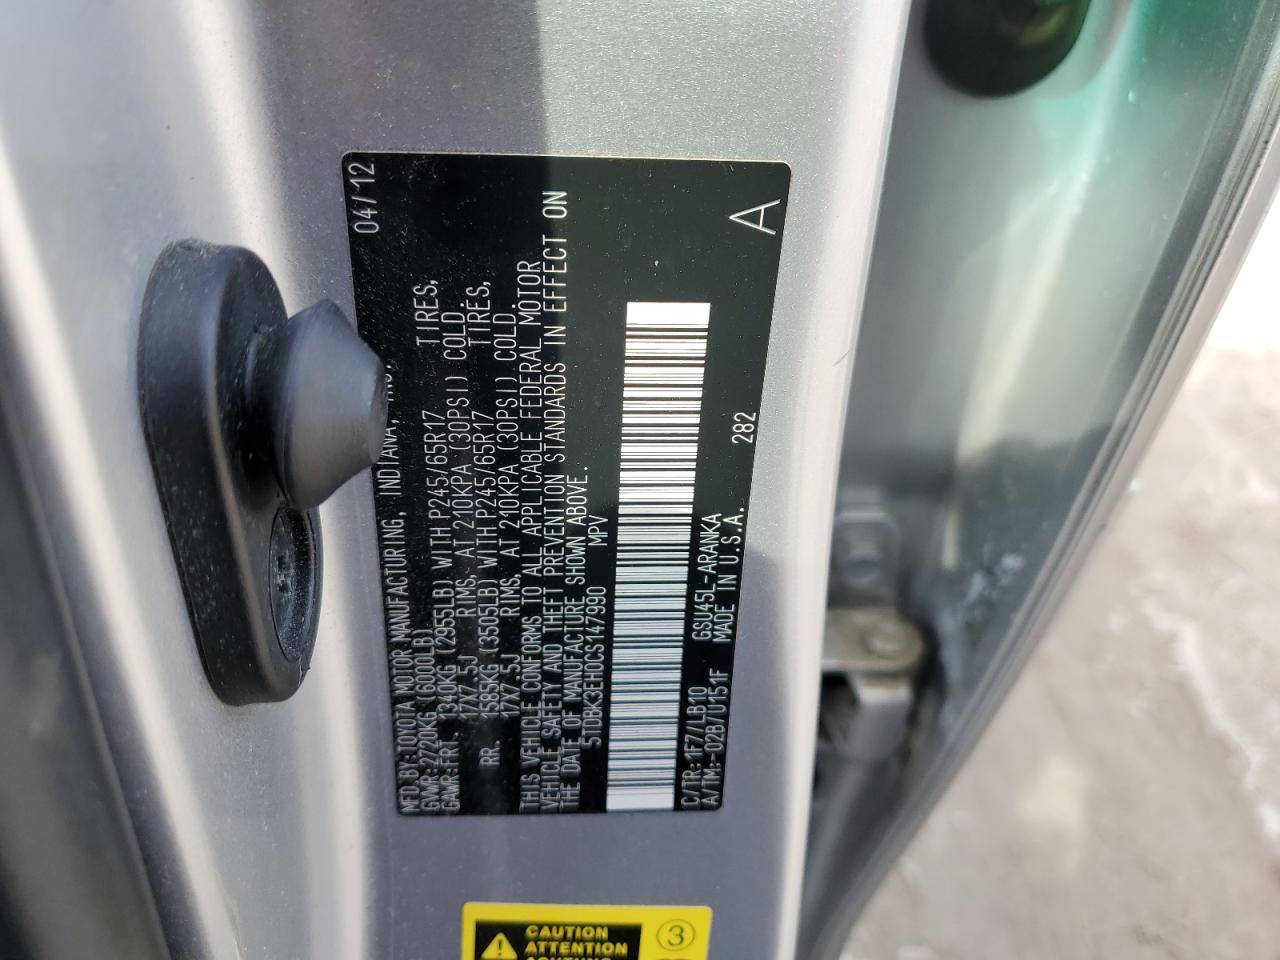 04/12
MFD.BY:TOYOTA MOTOR MANUFACTURING, INDIANA, INC.
GVWR:2720KG (6000LB)
GAWR:FRT. 1340KG (2955LB) WITH P245/65R17 TIRES,
17X7.5J RIMS, AT 210KPA (30PSI) COLD.
RR. 1585KG (3505LB) WITH P245/65R17 TIRES,
17X7.5J RIMS, AT 210KPA (30PSI) COLD.
THIS VEHICLE CONFORMS TO ALL APPLICABLE FEDERAL MOTOR
VEHICLE SAFETY AND THEFT PREVENTION STANDARDS IN EFFECT ON
THE DATE OF MANUFACTURE SHOWN ABOVE.
5TDBK3EH0CS147990 MPV
C/TR:1F7/LB10 GSU45L-ARANKA 282
A/TM:-02B/U151F MADE IN U.S.A.
A
CAUTION
ATTENTION
3